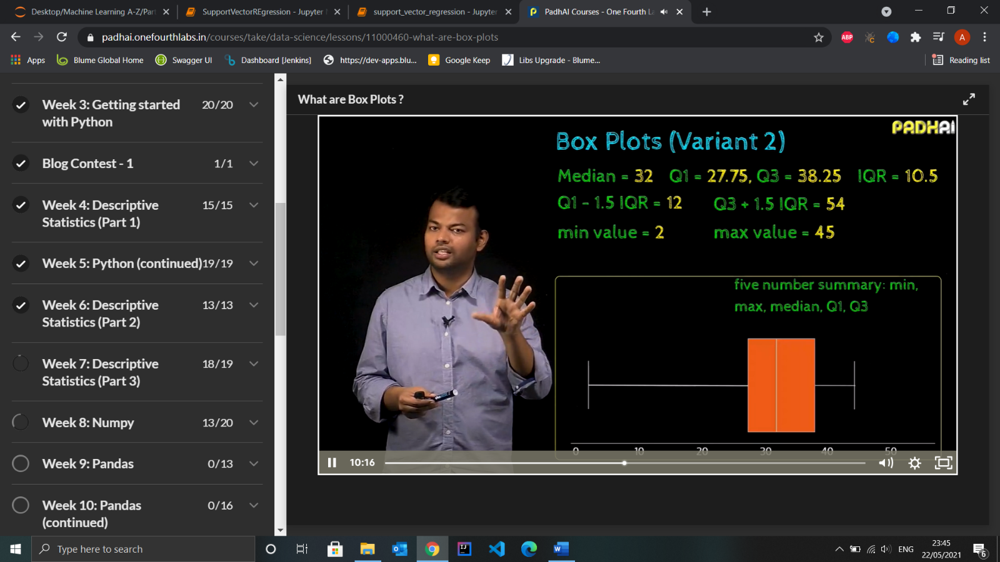 Desktop/Machine Learning A-Z/Part
SupportVectorREgression - Jupyter
support_vector_regression - Jupyter
PadhAI Courses - One Fourth La
padhai.onefourthlabs.in/courses/take/data-science/lessons/11000460-what-are-box-plots
ABP
C
A
Apps
Blume Global Home
Swagger UI
Dashboard [Jenkins]
https://dev-apps.blu...
Google Keep
Libs Upgrade - Blume...
Reading list
Week 3: Getting started
with Python
20/20
Blog Contest - 1
1/1
Week 4: Descriptive
Statistics (Part 1)
15/15
Week 5: Python (continued)
19/19
Week 6: Descriptive
Statistics (Part 2)
13/13
Week 7: Descriptive
Statistics (Part 3)
18/19
Week 8: Numpy
13/20
Week 9: Pandas
0/13
Week 10: Pandas
(continued)
0/16
What are Box Plots ?
PADHAI
Box Plots (Variant 2)
Median = 32 Q1 = 27.75, Q3 = 38.25 IQR = 10.5
Q1 - 1.5 IQR = 12 Q3 + 1.5 IQR = 54
min value = 2 max value = 45
five number summary: min,
max, median, Q1, Q3
0 10 20 30 40 50
10:16
Type here to search
ENG
23:45
22/05/2021
6